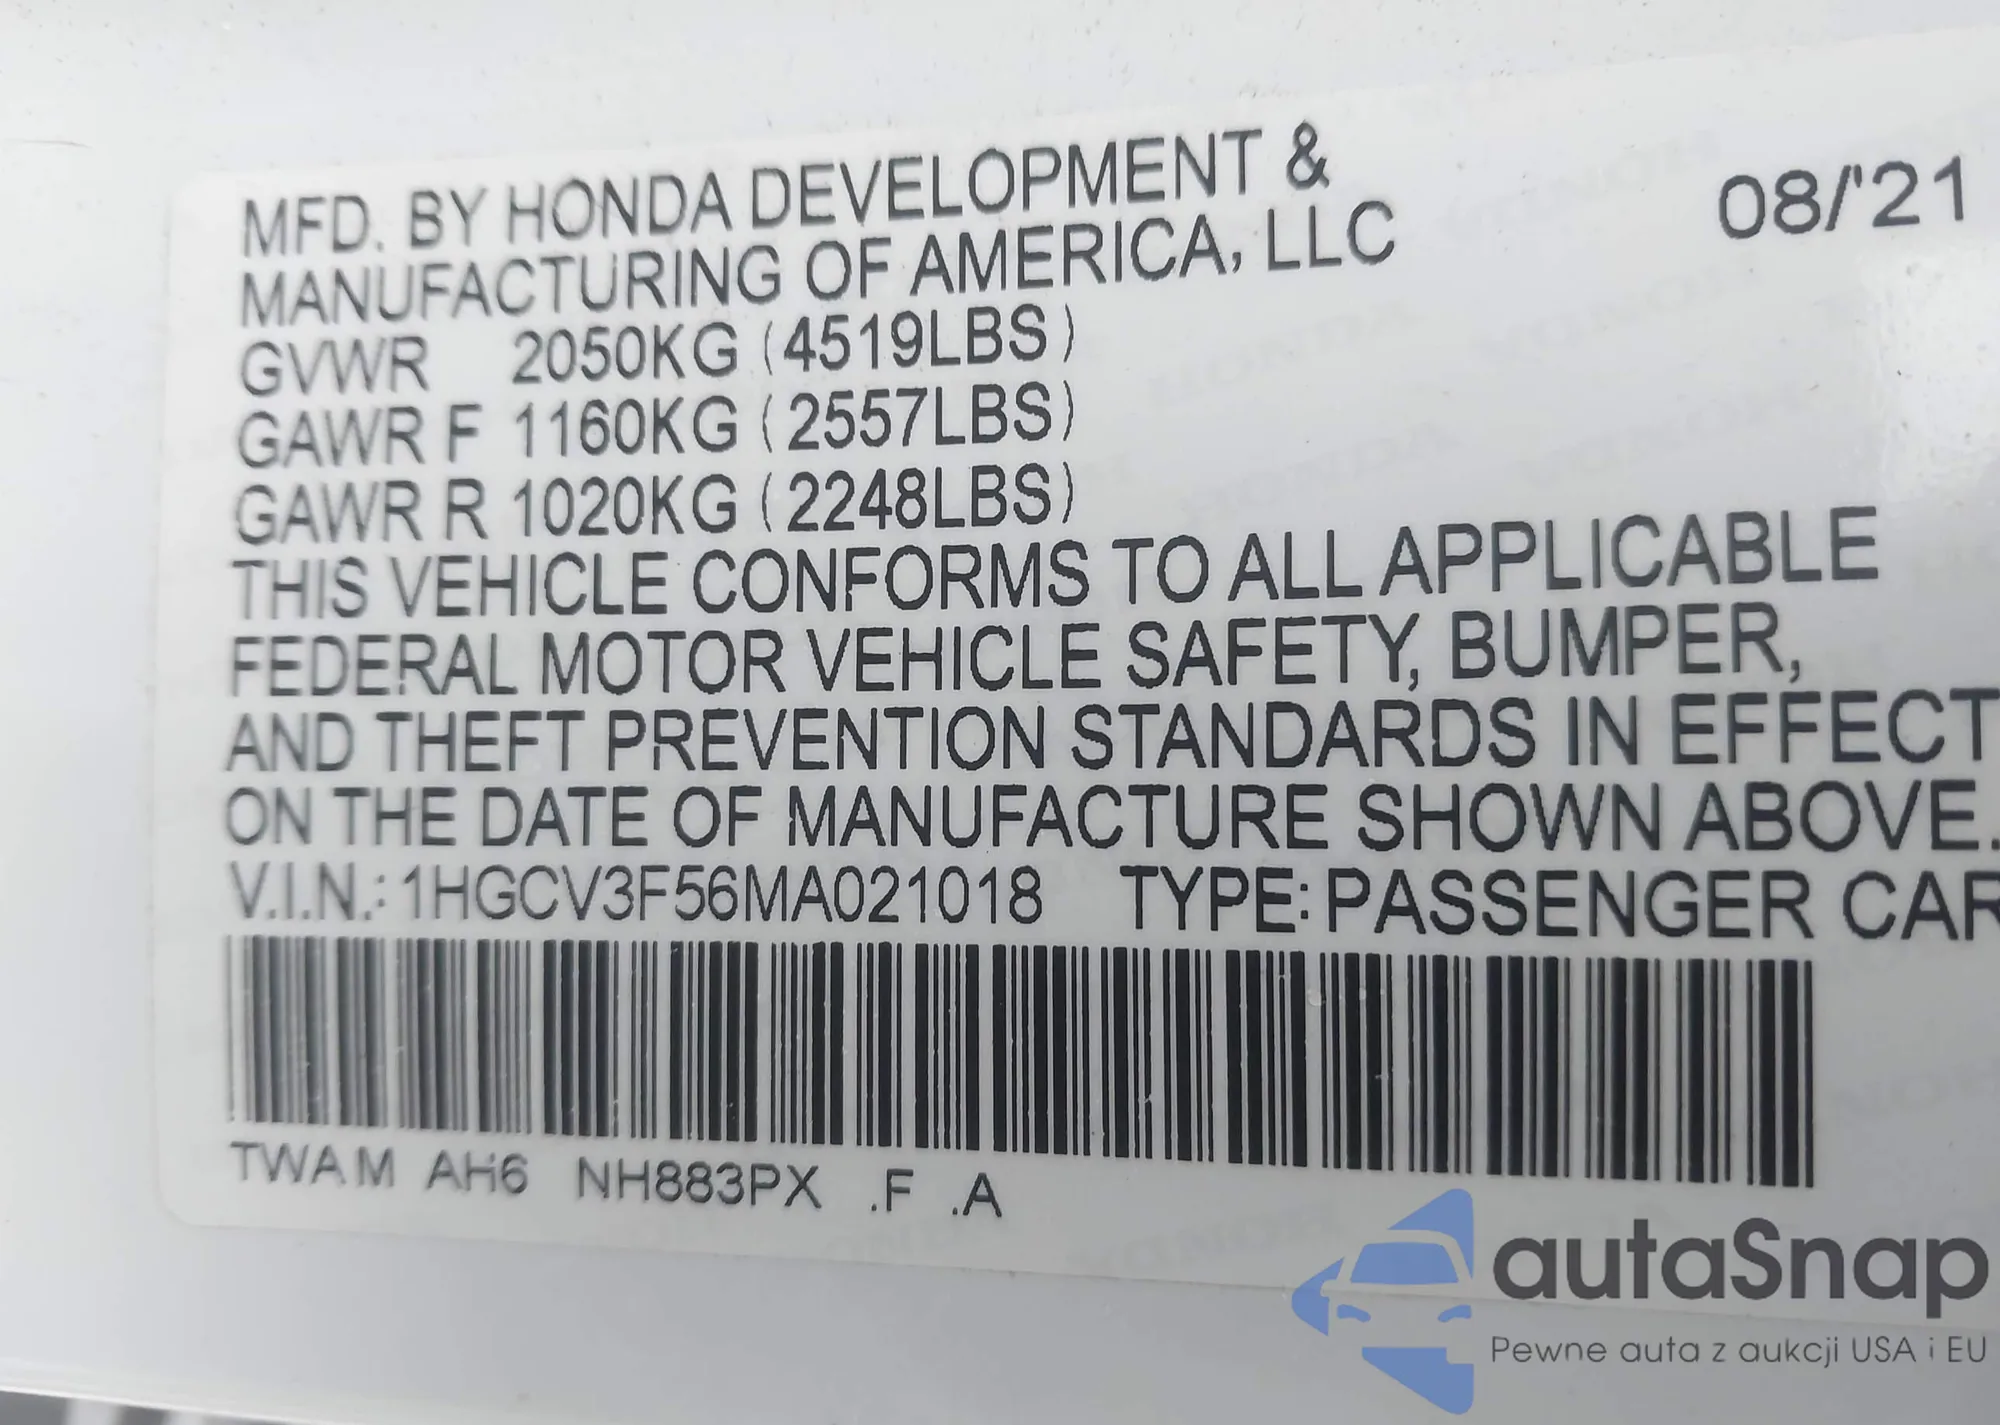 MFD. BY HONDA DEVELOPMENT &
MANUFACTURING OF AMERICA, LLC
08/'21
GVWR 2050KG (4519LBS)
GAWR F 1160KG (2557LBS)
GAWR R 1020KG (2248LBS)
THIS VEHICLE CONFORMS TO ALL APPLICABLE
FEDERAL MOTOR VEHICLE SAFETY, BUMPER,
AND THEFT PREVENTION STANDARDS IN EFFECT
ON THE DATE OF MANUFACTURE SHOWN ABOVE.
V.I.N.: 1HGCV3F56MA021018 TYPE: PASSENGER CAR
TWAM AH6 NH883PX .F .A
autaSnap
Pewne auta z aukcji USA i EU